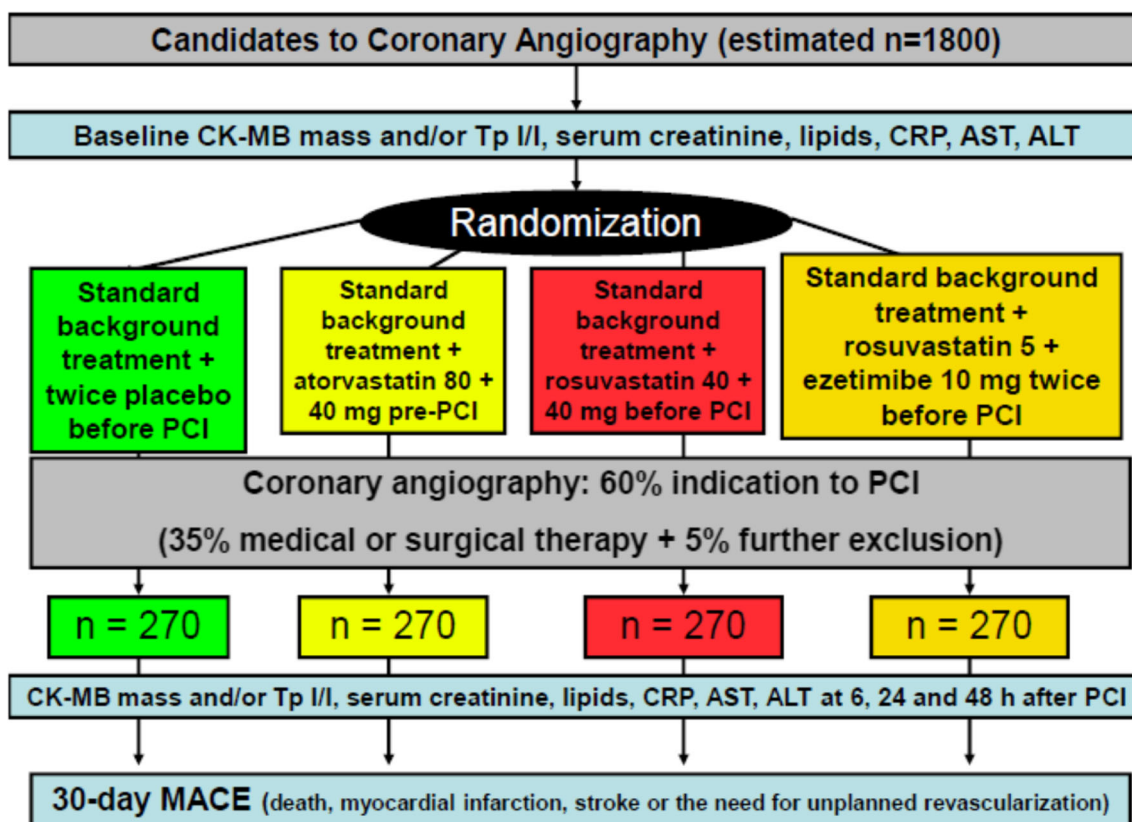 Candidates to Coronary Angiography (estimated n=1800)
Baseline CK-MB mass and/or Tp I/I, serum creatinine, lipids, CRP, AST, ALT
Randomization
Standard
background
treatment +
twice placebo
before PCI
Standard
background
treatment +
atorvastatin 80 +
40 mg pre-PCI
Standard
background
treatment +
rosuvastatin 40 +
40 mg before PCI
Standard background
treatment +
rosuvastatin 5 +
ezetimibe 10 mg twice
before PCI
Coronary angiography: 60% indication to PCI
(35% medical or surgical therapy + 5% further exclusion)
n = 270
n = 270
n = 270
n = 270
CK-MB mass and/or Tp I/I, serum creatinine, lipids, CRP, AST, ALT at 6, 24 and 48 h after PCI
30-day MACE (death, myocardial infarction, stroke or the need for unplanned revascularization)